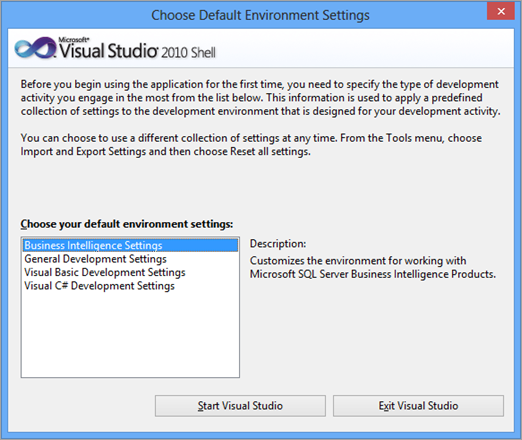 Choose Default Environment Settings
Microsoft®
Visual Studio® 2010 Shell
Before you begin using the application for the first time, you need to specify the type of development
activity you engage in the most from the list below. This information is used to apply a predefined
collection of settings to the development environment that is designed for your development activity.
You can choose to use a different collection of settings at any time. From the Tools menu, choose
Import and Export Settings and then choose Reset all settings.
Choose your default environment settings:
Business Intelligence Settings
General Development Settings
Visual Basic Development Settings
Visual C# Development Settings
Description:
Customizes the environment for working with
Microsoft SQL Server Business Intelligence Products.
Start Visual Studio
Exit Visual Studio